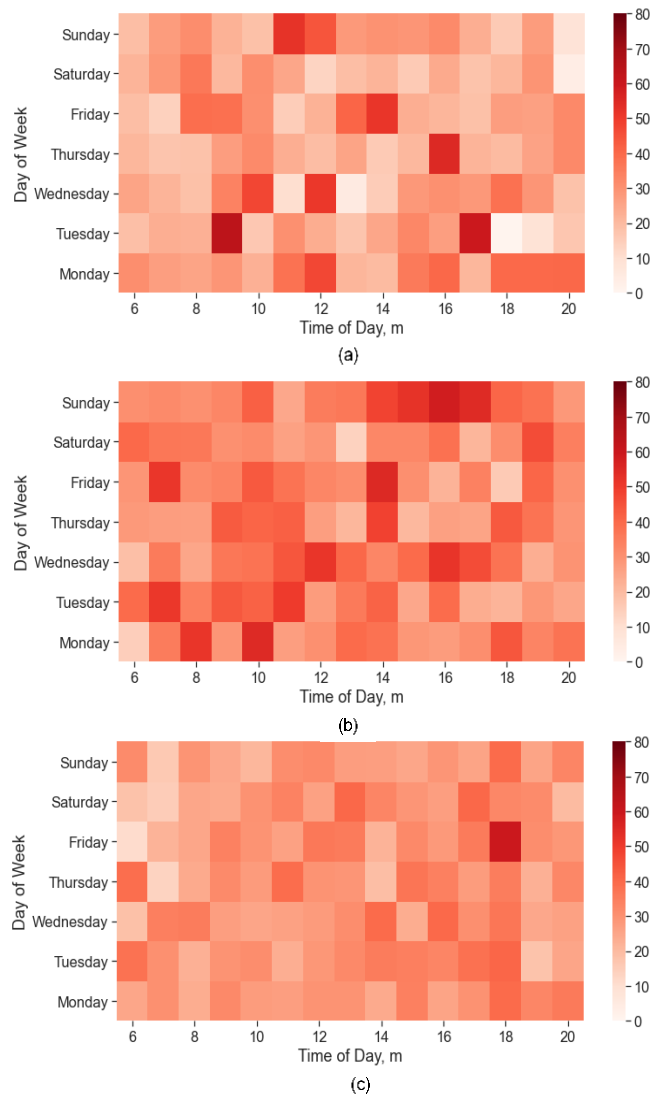 80
70
60
50
40
30
20
10
0
Day of Week
Sunday
Saturday
Friday
Thursday
Wednesday
Tuesday
Monday
6 8 10 12 14 16 18 20
Time of Day, m
(a)
80
70
60
50
40
30
20
10
0
Day of Week
Sunday
Saturday
Friday
Thursday
Wednesday
Tuesday
Monday
6 8 10 12 14 16 18 20
Time of Day, m
(b)
80
70
60
50
40
30
20
10
0
Day of Week
Sunday
Saturday
Friday
Thursday
Wednesday
Tuesday
Monday
6 8 10 12 14 16 18 20
Time of Day, m
(c)